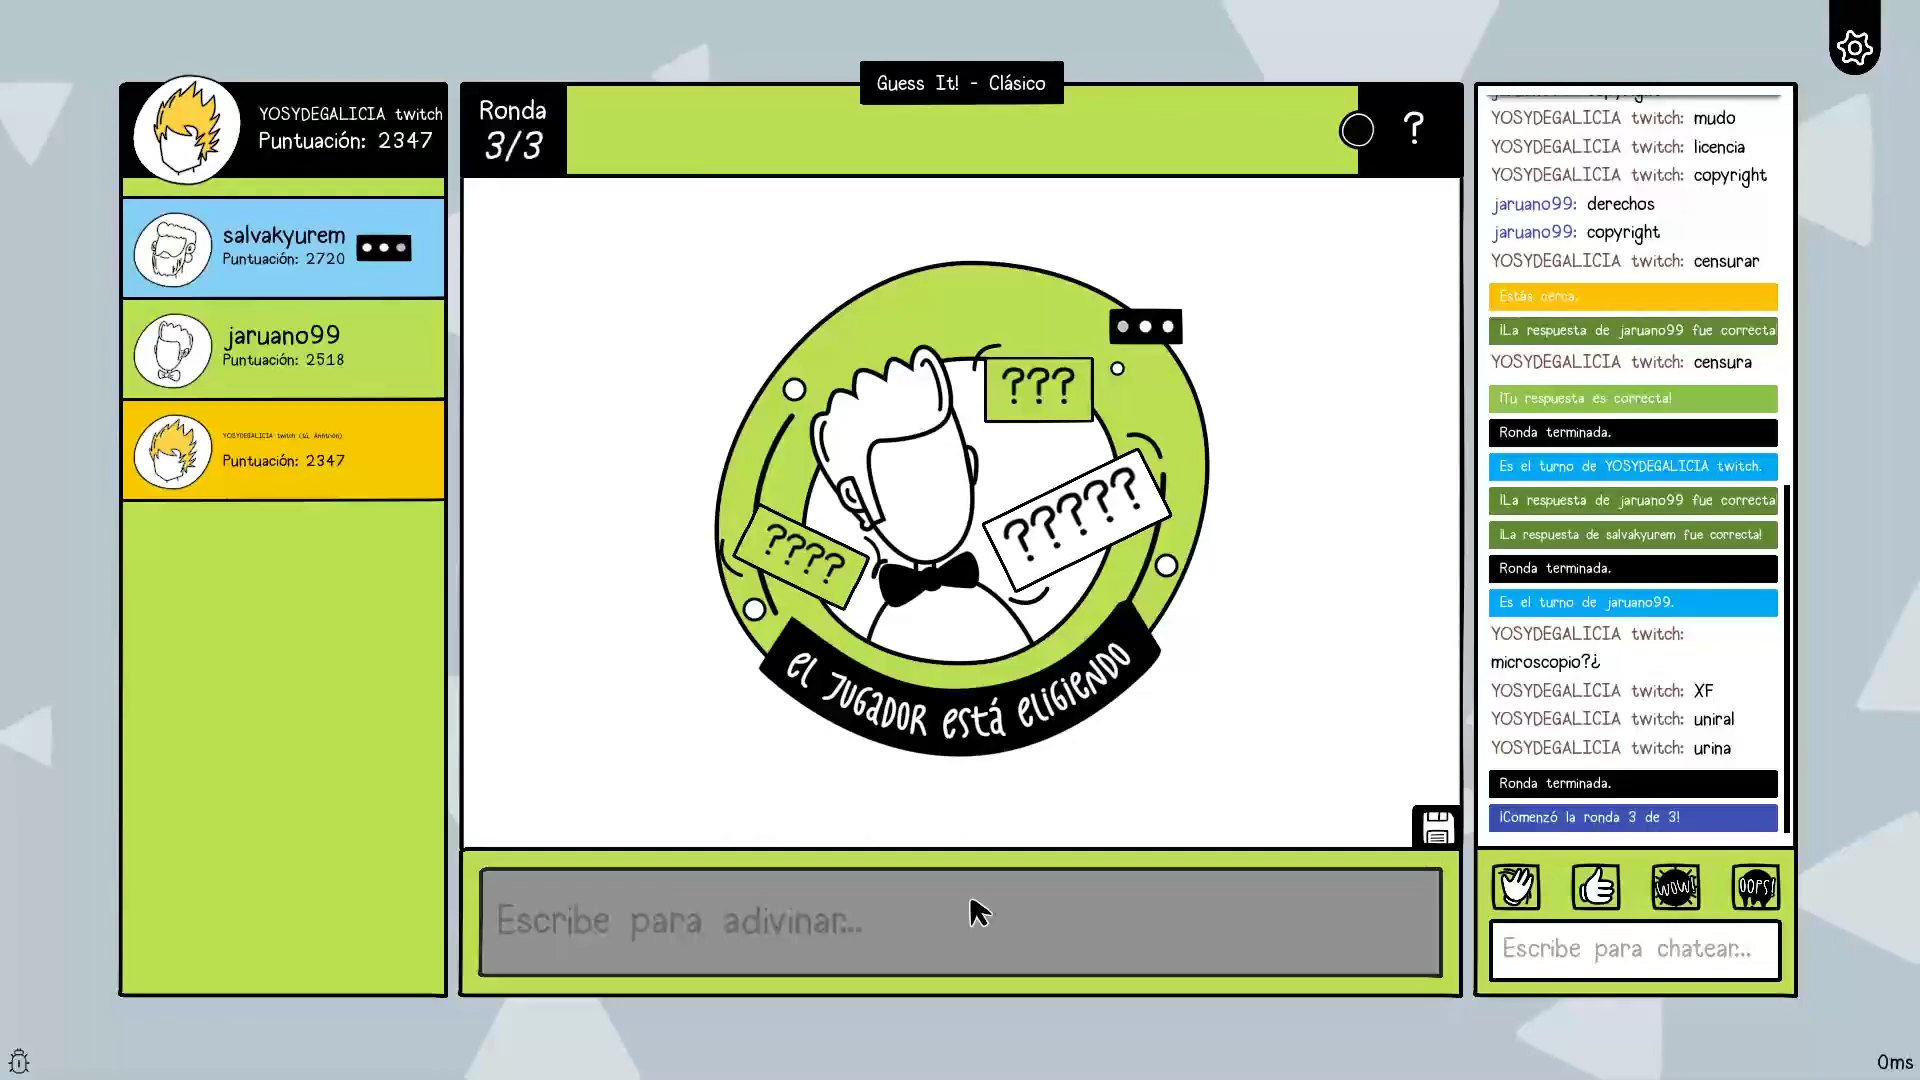 Guess It! - Clásico
YOSYDEGALICIA twitch
Puntuación: 2347
Ronda
3/3
?
salvakyurem
Puntuación: 2720
jaruano99
Puntuación: 2518
Puntuación: 2347
???
????
?????
EL JUGADOR está ELIGIENDO
Escribe para adivinar...
YOSYDEGALICIA twitch: mudo
YOSYDEGALICIA twitch: licencia
YOSYDEGALICIA twitch: copyright
jaruano99: derechos
jaruano99: copyright
YOSYDEGALICIA twitch: censurar
Estás cerca.
¡La respuesta de jaruano99 fue correcta
YOSYDEGALICIA twitch: censura
¡Tu respuesta es correcta!
Ronda terminada.
Es el turno de YOSYDEGALICIA twitch.
¡La respuesta de jaruano99 fue correcta
¡La respuesta de salvakyurem fue correcta!
Ronda terminada.
Es el turno de jaruano99.
YOSYDEGALICIA twitch:
microscopio?¿
YOSYDEGALICIA twitch: XF
YOSYDEGALICIA twitch: uniral
YOSYDEGALICIA twitch: urina
Ronda terminada.
¡Comenzó la ronda 3 de 3!
WOW!
OOPS!
Escribe para chatear...
0ms